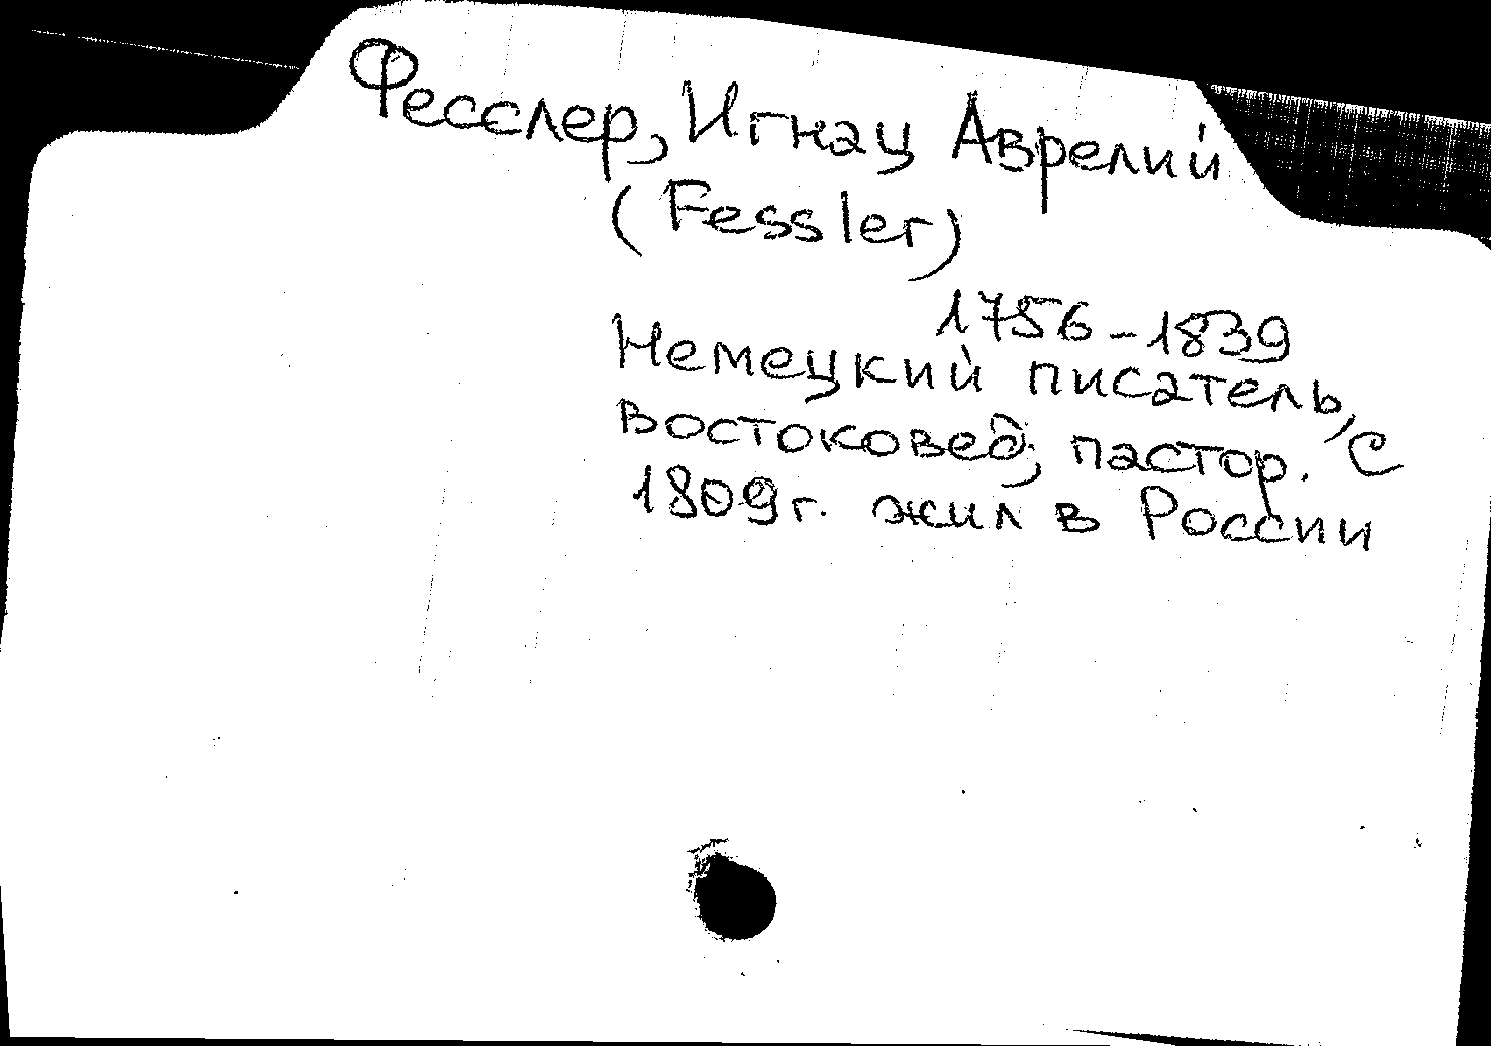 Фесслер, Игнац Аврелий
(Fessler)
1756-1839
Немецкий писатель,
востоковед, пастор. С
1809г. жил в России